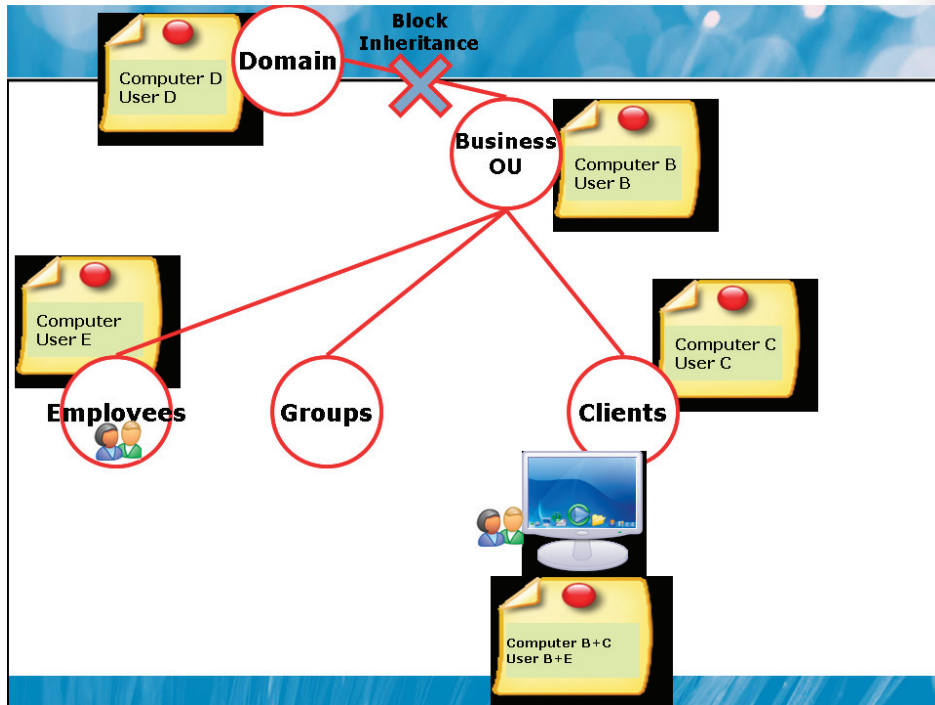 Block
Inheritance
Domain
Computer D
User D
Business
OU
Computer B
User B
Computer
User E
Computer C
User C
Employees
Groups
Clients
Computer B+C
User B+E